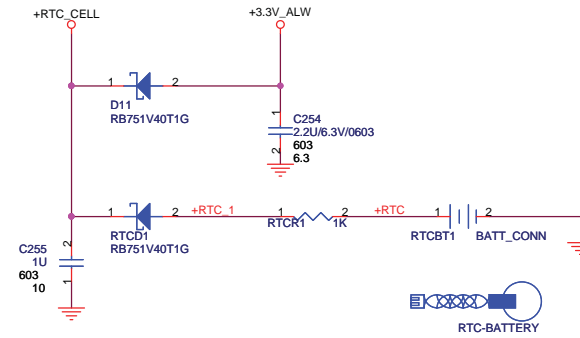 +RTC_CELL
+3.3V_ALW
1 2
D11
RB751V40T1G
1
C254
2.2U/6.3V/0603
2
603
6.3
1 2
+RTC_1
1 2
+RTC
1 2
RTCD1
RB751V40T1G
RTCR1 1K
RTCBT1 BATT_CONN
2
C255
1U
603
1
10
RTC-BATTERY